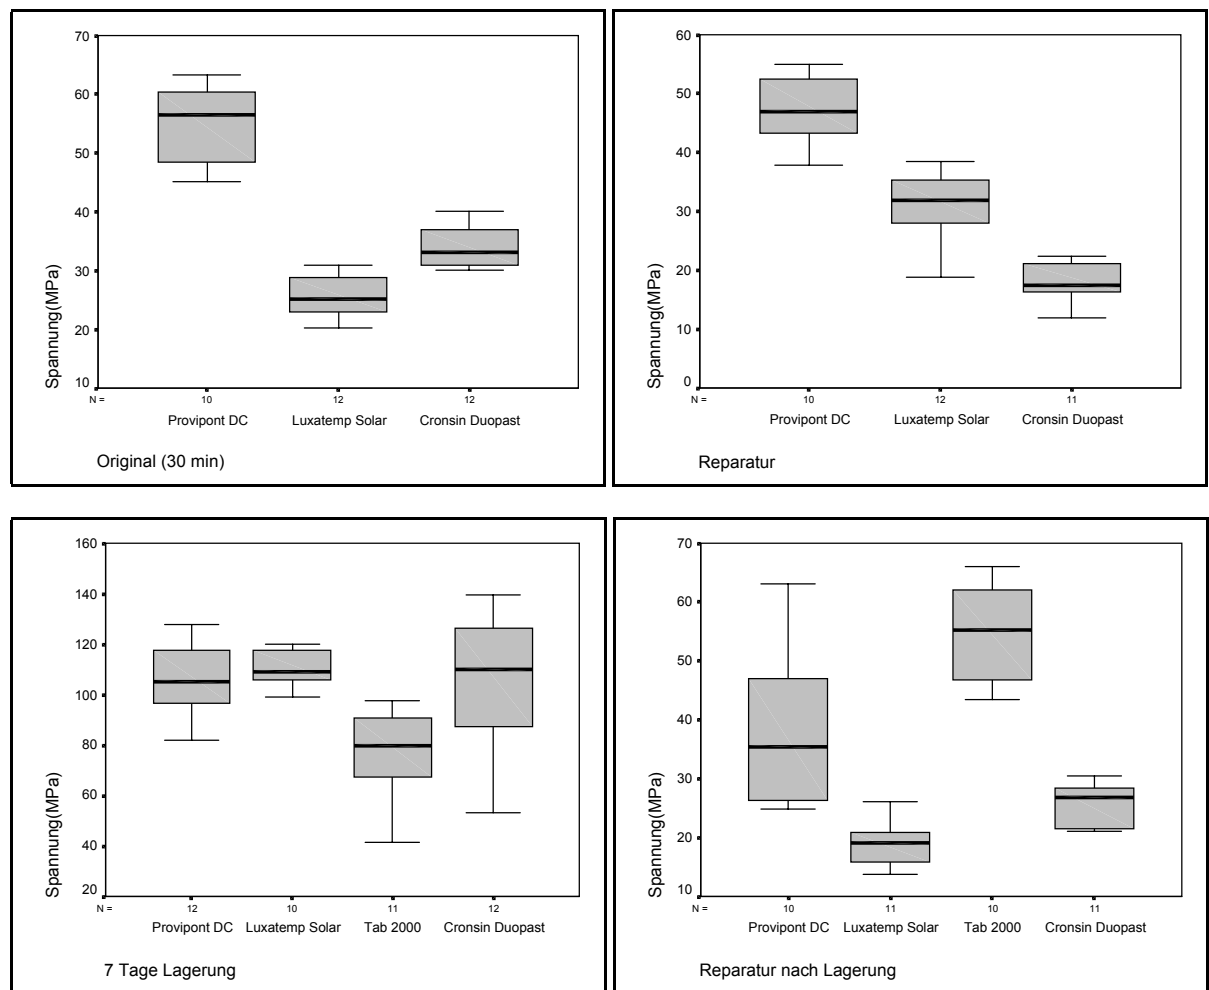 70
60
50
40
30
20
10
Spannung(MPa)
N =
10
12
12
Provipont DC
Luxatemp Solar
Cronsin Duopast
Original (30 min)
60
50
40
30
20
10
0
Spannung(MPa)
N =
10
12
11
Provipont DC
Luxatemp Solar
Cronsin Duopast
Reparatur
160
140
120
100
80
60
40
20
Spannung(MPa)
N =
12
10
11
12
Provipont DC
Luxatemp Solar
Tab 2000
Cronsin Duopast
7 Tage Lagerung
70
60
50
40
30
20
10
Spannung(MPa)
N =
10
11
10
11
Provipont DC
Luxatemp Solar
Tab 2000
Cronsin Duopast
Reparatur nach Lagerung